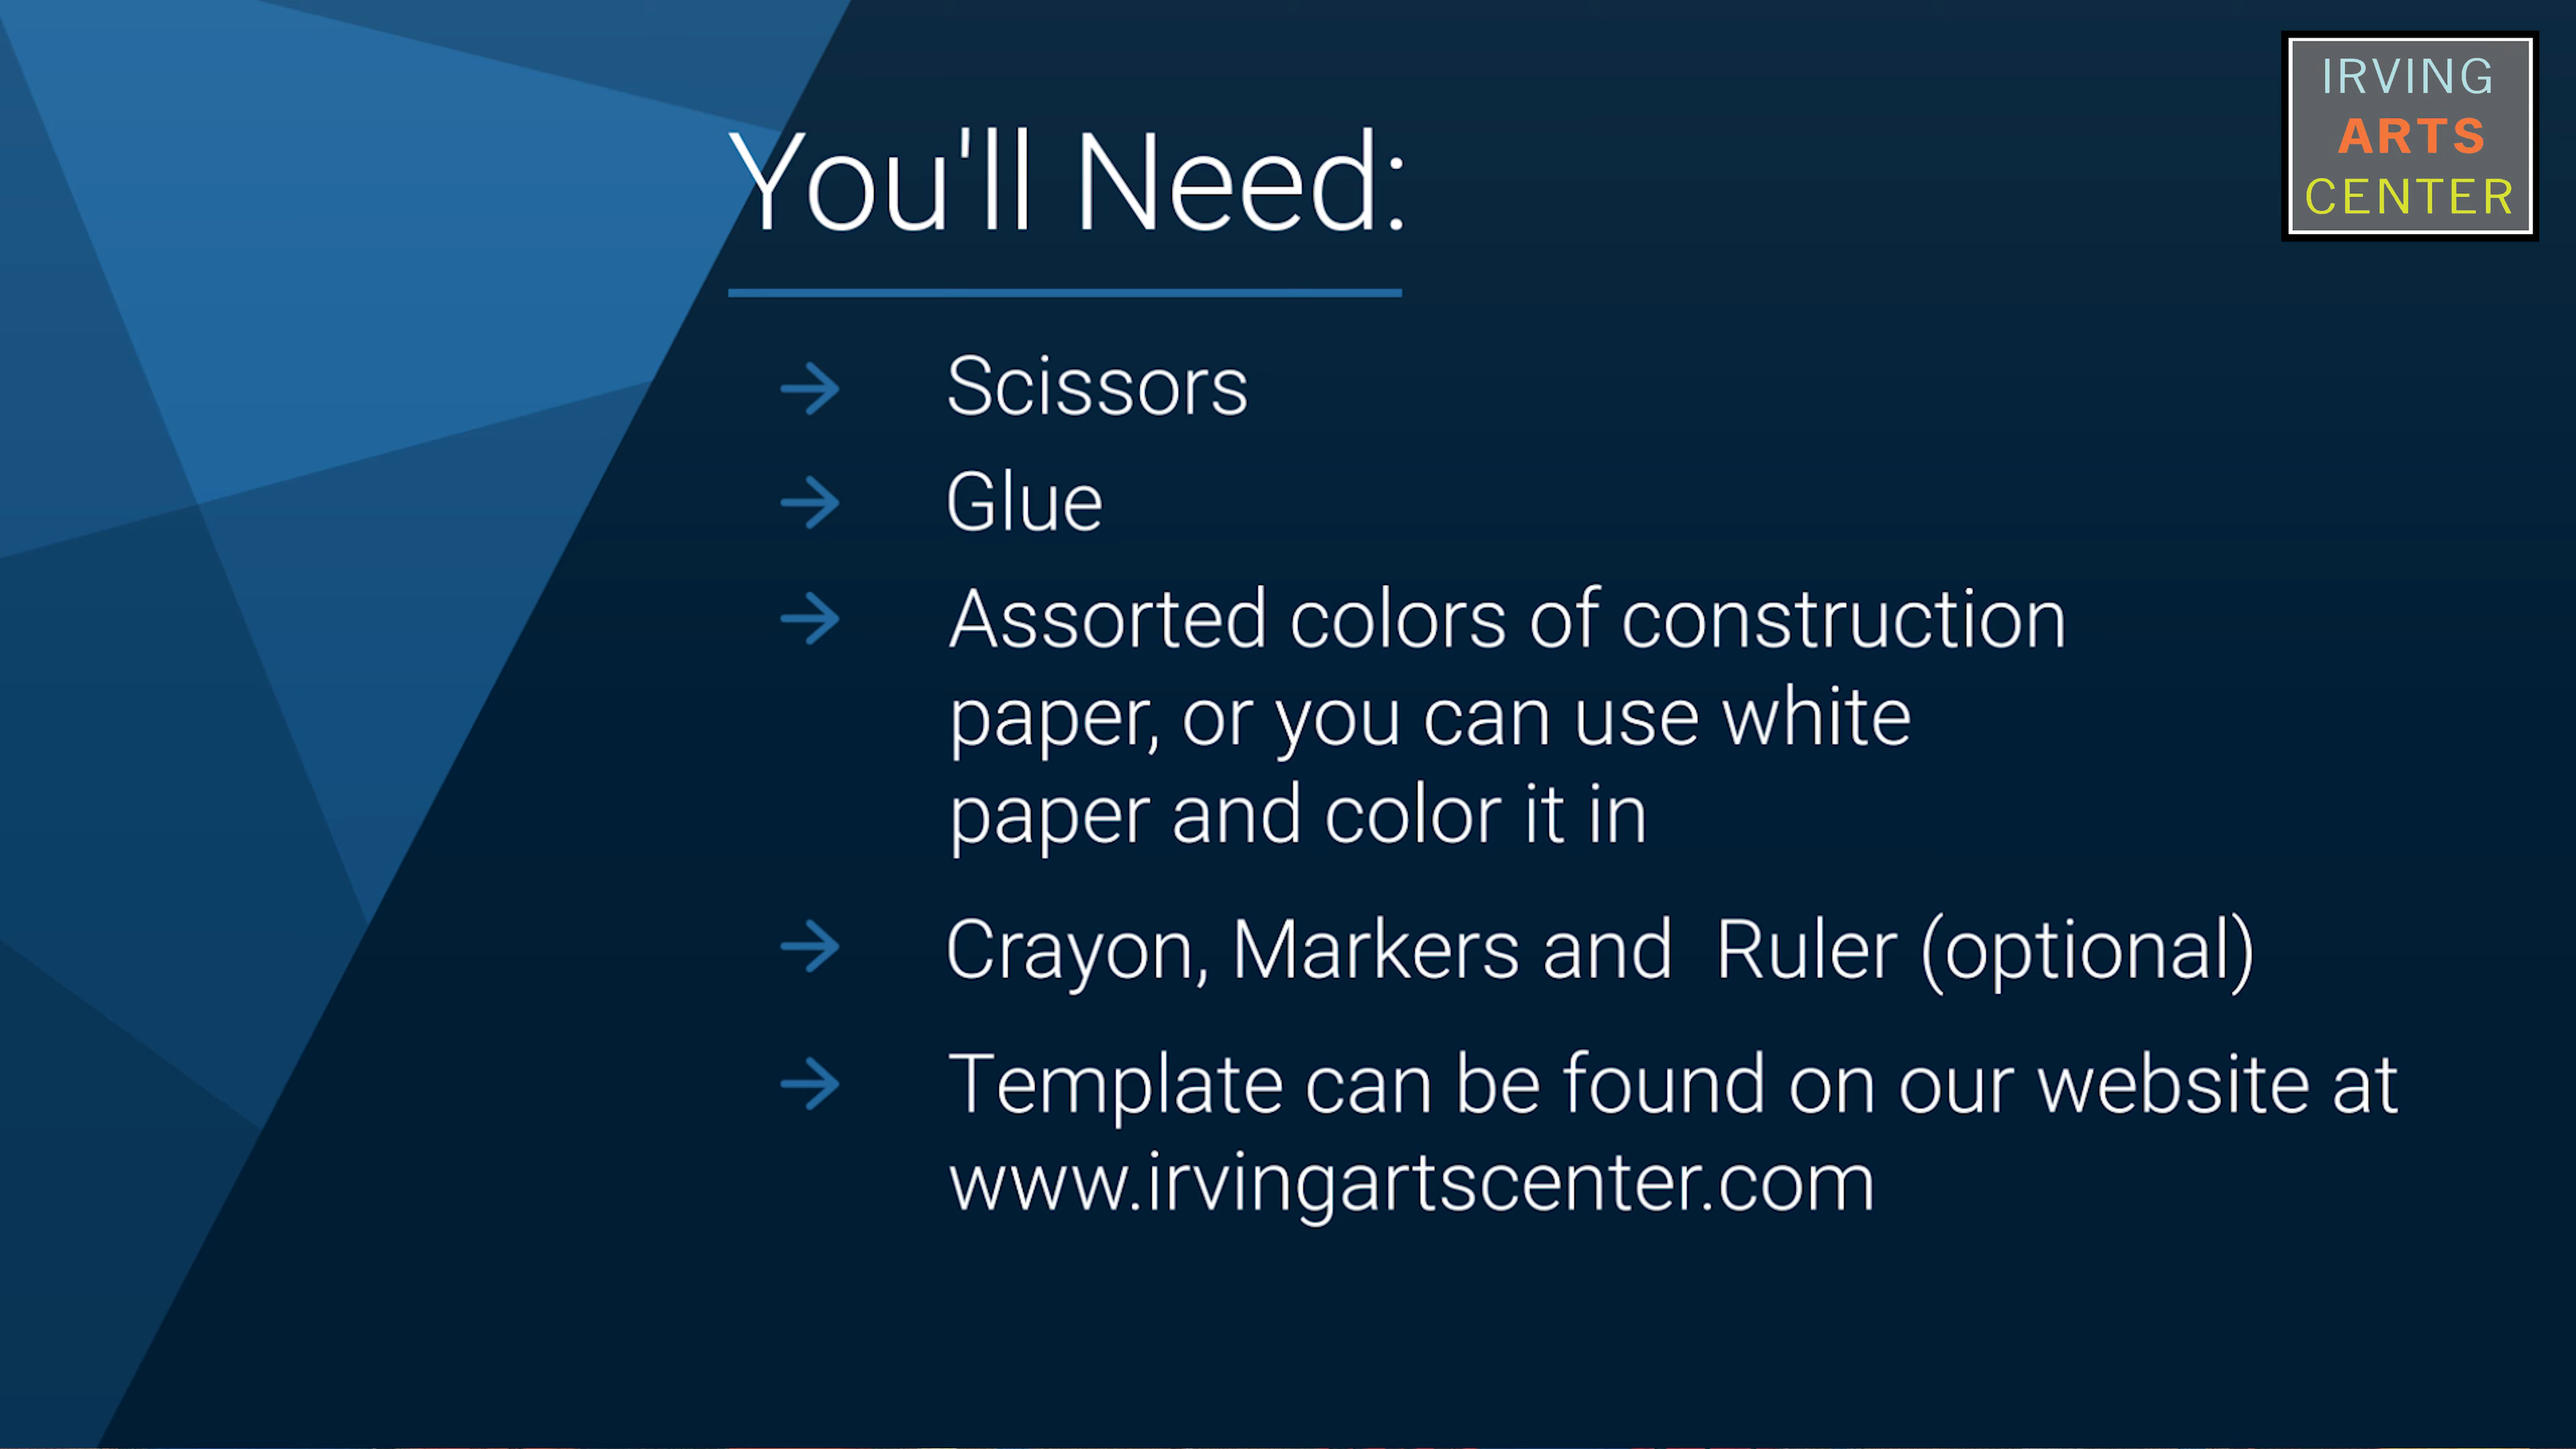 IRVING
ARTS
CENTER
You'll Need:
Scissors
Glue
Assorted colors of construction
paper, or you can use white
paper and color it in
Crayon, Markers and  Ruler (optional)
Template can be found on our website at
www.irvingartscenter.com